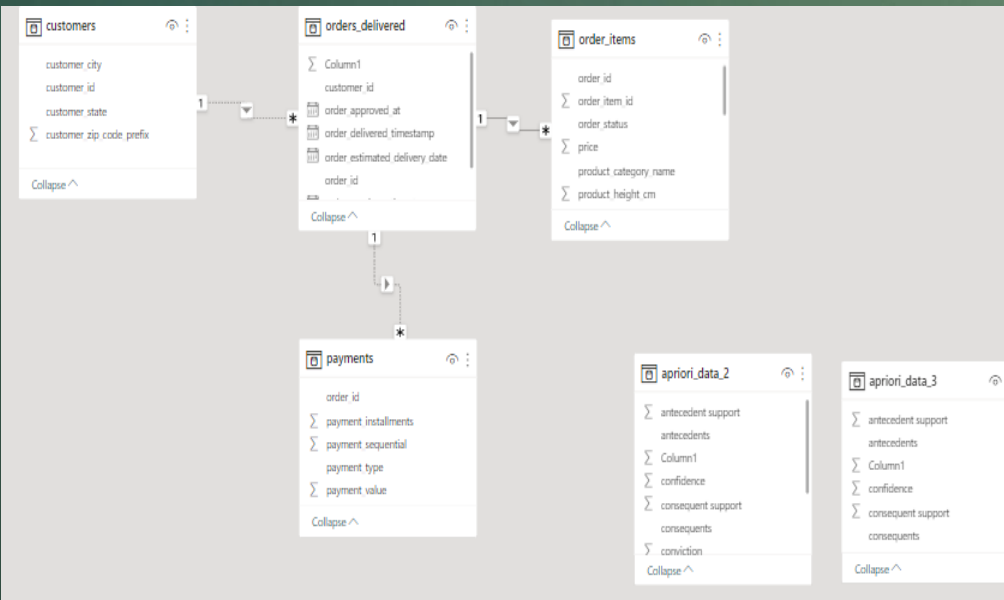 customers
customer_city
customer_id
customer_state
customer_zip_code_prefix
Collapse
1
*
orders_delivered
Column1
customer_id
order_approved_at
order_delivered_timestamp
order_estimated_delivery_date
order_id
Collapse
1
*
order_items
order_id
order_item_id
order_status
price
product_category_name
product_height_cm
Collapse
1
*
payments
order_id
payment_installments
payment_sequential
payment_type
payment_value
Collapse
apriori_data_2
antecedent support
antecedents
Column1
confidence
consequent support
consequents
conviction
Collapse
apriori_data_3
antecedent support
antecedents
Column1
confidence
consequent support
consequents
Collapse